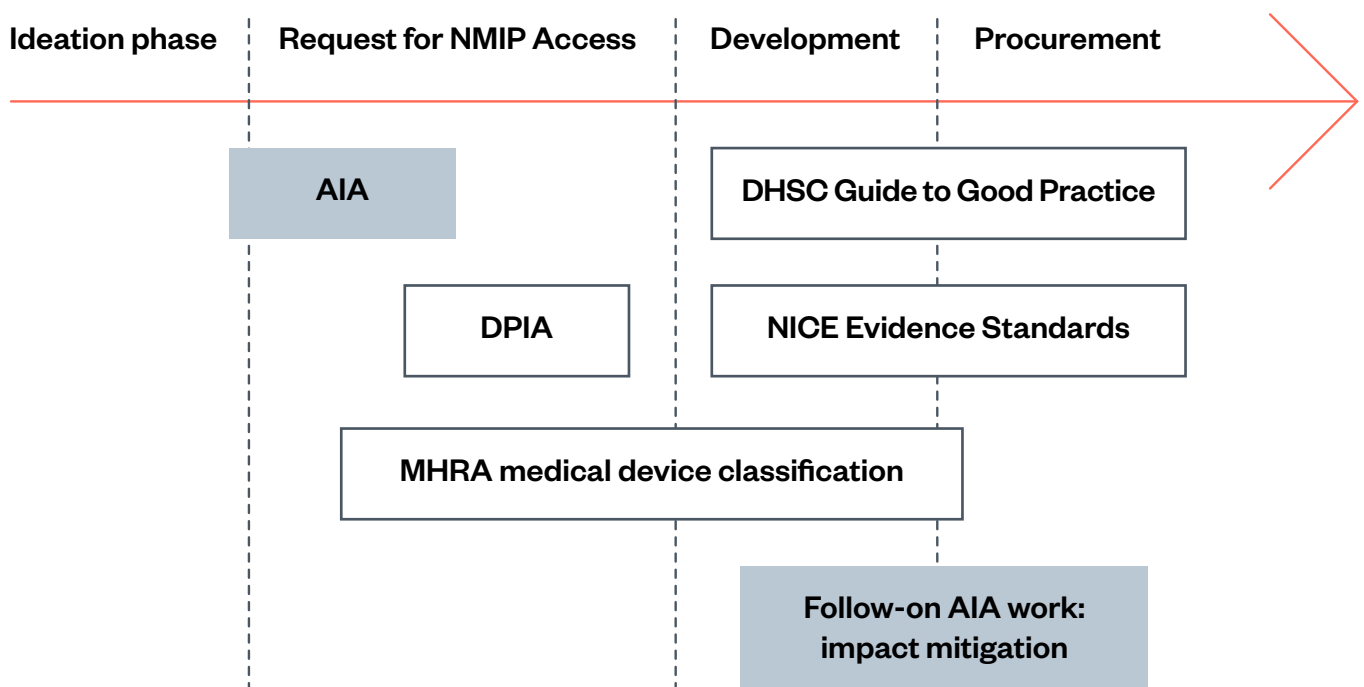 Ideation phase
Request for NMIP Access
Development
Procurement
AIA
DHSC Guide to Good Practice
DPIA
NICE Evidence Standards
MHRA medical device classification
Follow-on AIA work:
impact mitigation